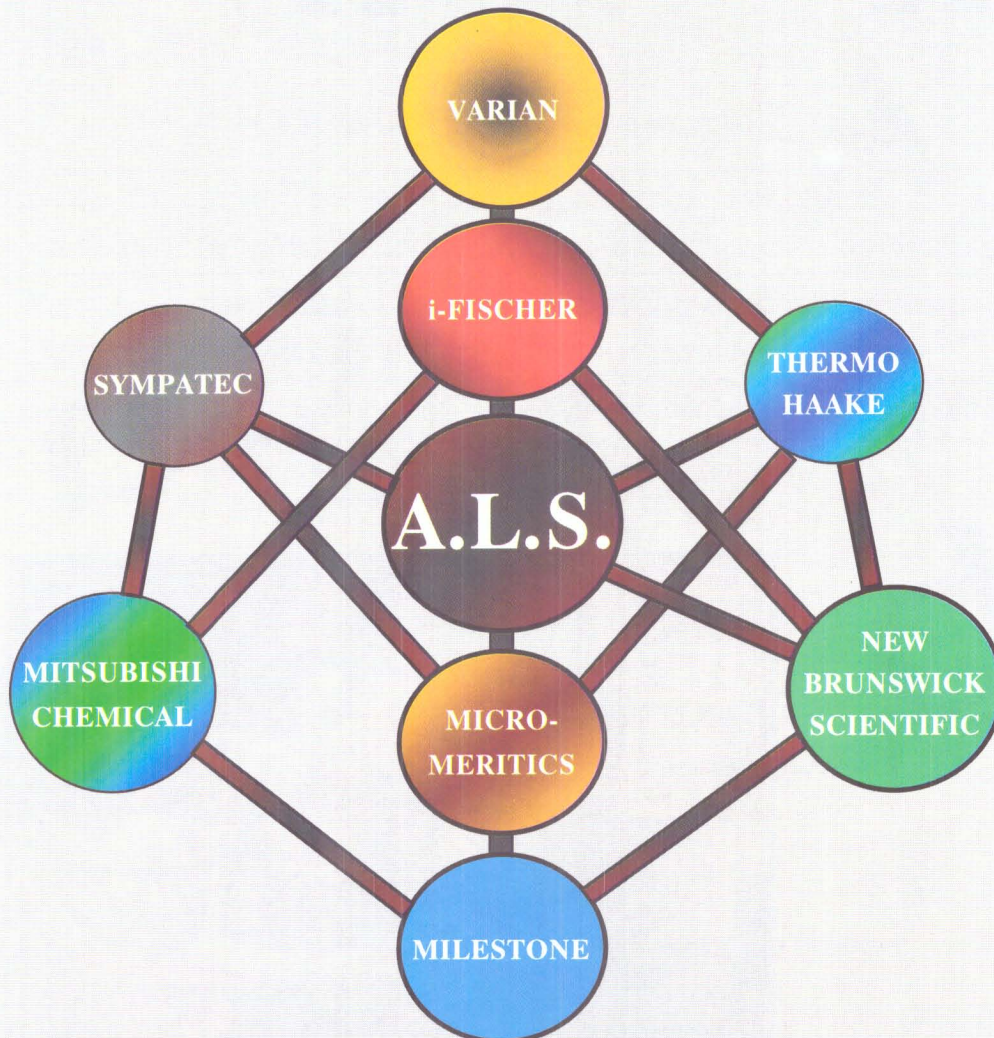 VARIAN
i-FISCHER
SYMPATEC
THERMO
HAAKE
A.L.S.
MITSUBISHI
CHEMICAL
MICRO-
MERITICS
NEW
BRUNSWICK
SCIENTIFIC
MILESTONE